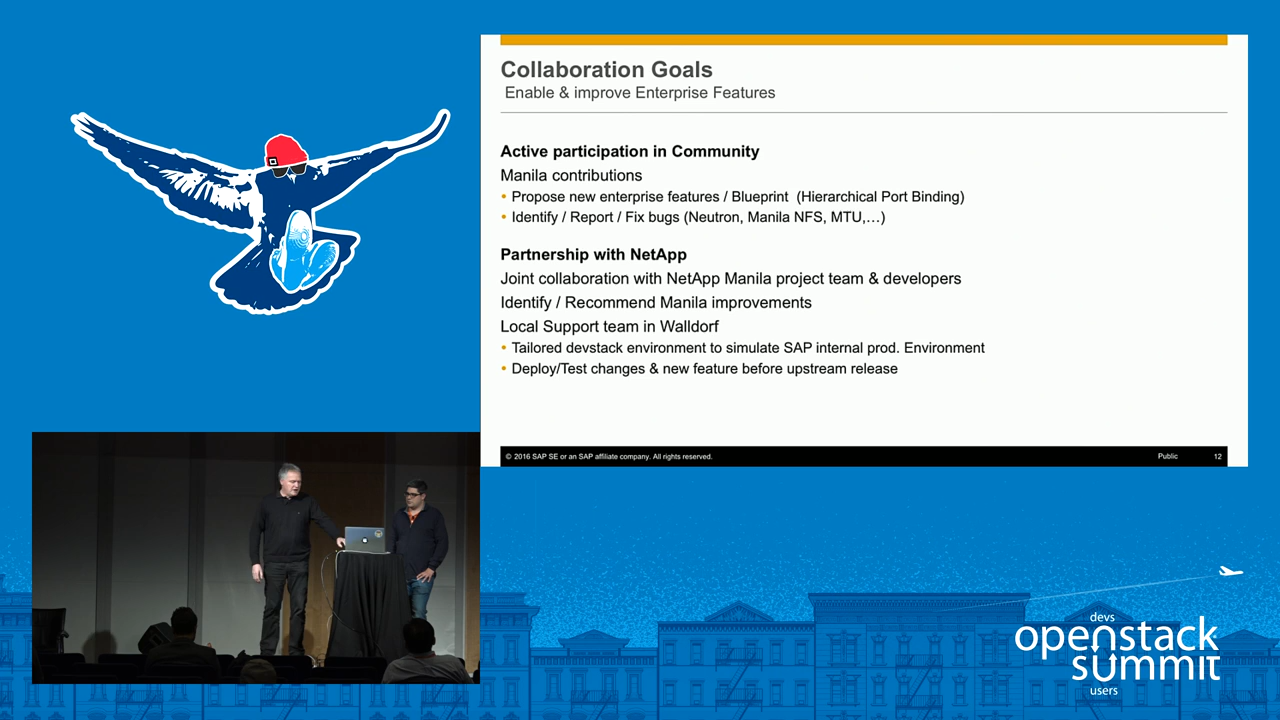 Collaboration Goals
Enable & improve Enterprise Features
Active participation in Community
Manila contributions
• Propose new enterprise features / Blueprint (Hierarchical Port Binding)
• Identify / Report / Fix bugs (Neutron, Manila NFS, MTU,...)
Partnership with NetApp
Joint collaboration with NetApp Manila project team & developers
Identify / Recommend Manila improvements
Local Support team in Walldorf
• Tailored devstack environment to simulate SAP internal prod. Environment
• Deploy/Test changes & new feature before upstream release
© 2016 SAP SE or an SAP affiliate company. All rights reserved. Public 12
devs
openstack
summit
users